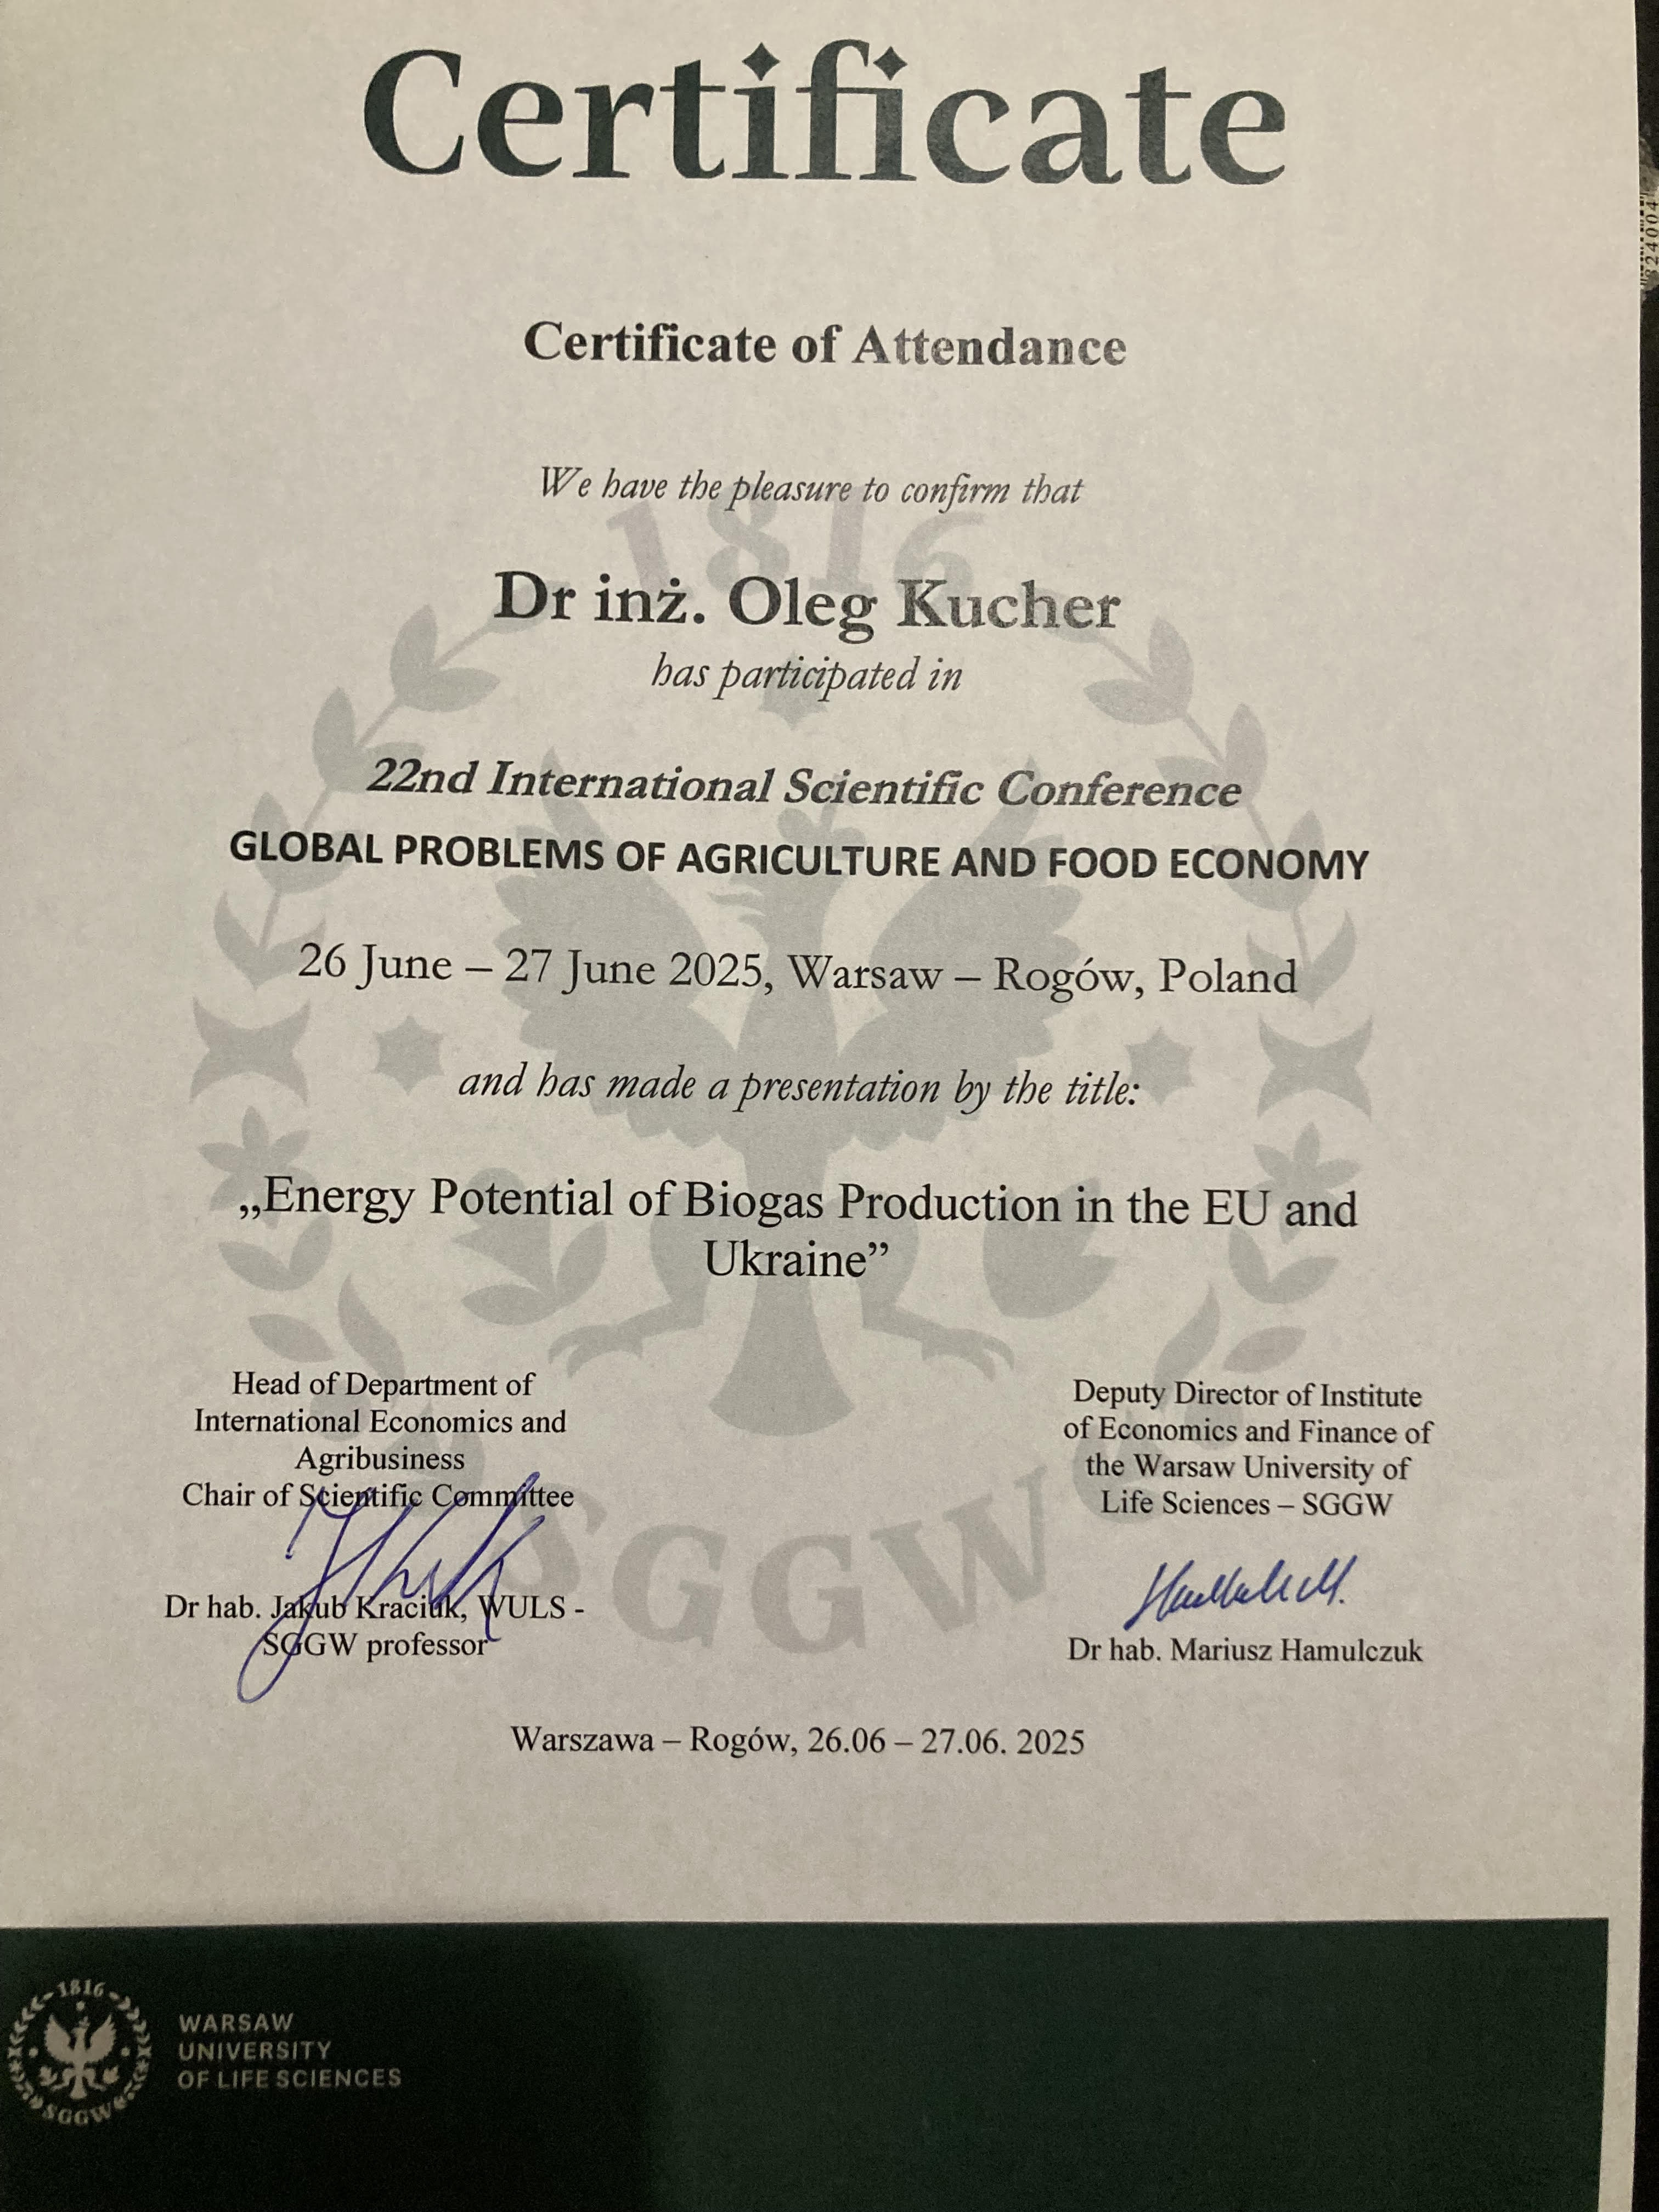 Certificate
Certificate of Attendance
We have the pleasure to confirm that
1816
Dr inż. Oleg Kucher
has participated in
22nd International Scientific Conference
GLOBAL PROBLEMS OF AGRICULTURE AND FOOD ECONOMY
26 June – 27 June 2025, Warsaw – Rogów, Poland
and has made a presentation by the title:
„Energy Potential of Biogas Production in the EU and
Ukraine”
Head of Department of
International Economics and
Agribusiness
Chair of Scientific Committee
Dr hab. Jakub Kraciuk, WULS -
SGGW professor
Deputy Director of Institute
of Economics and Finance of
the Warsaw University of
Life Sciences – SGGW
Dr hab. Mariusz Hamulczuk
SGGW
Warszawa – Rogów, 26.06 – 27.06. 2025
1816
SGGW
WARSAW
UNIVERSITY
OF LIFE SCIENCES